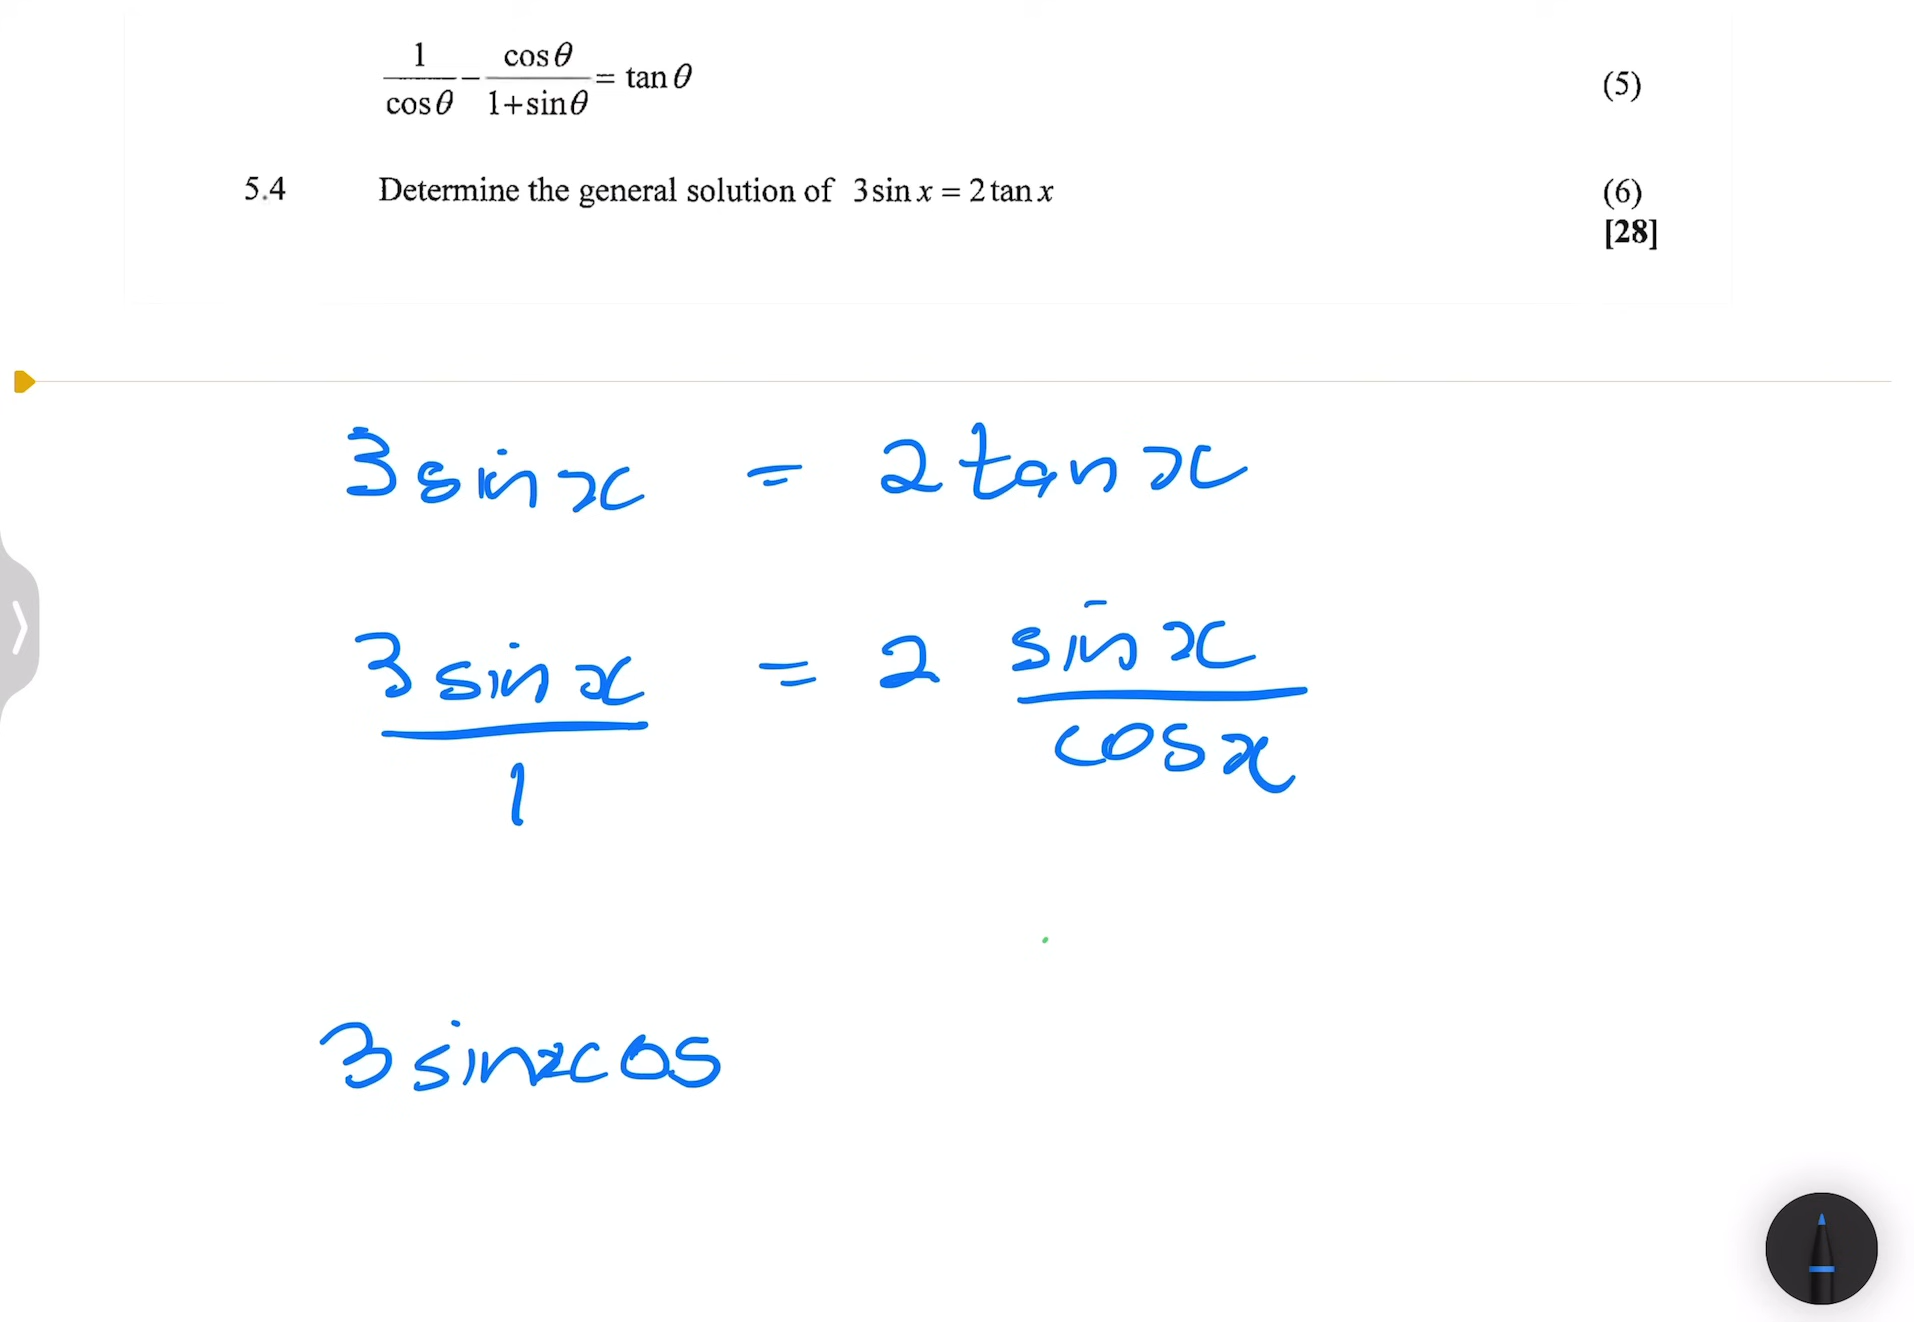 1/cosθ − cosθ/(1+sinθ) = tanθ (5)
5.4 Determine the general solution of 3 sin x = 2 tan x (6)
[28]
3 sin x = 2 tan x
3 sin x / 1 = 2 sin x / cos x
3 sin x cos